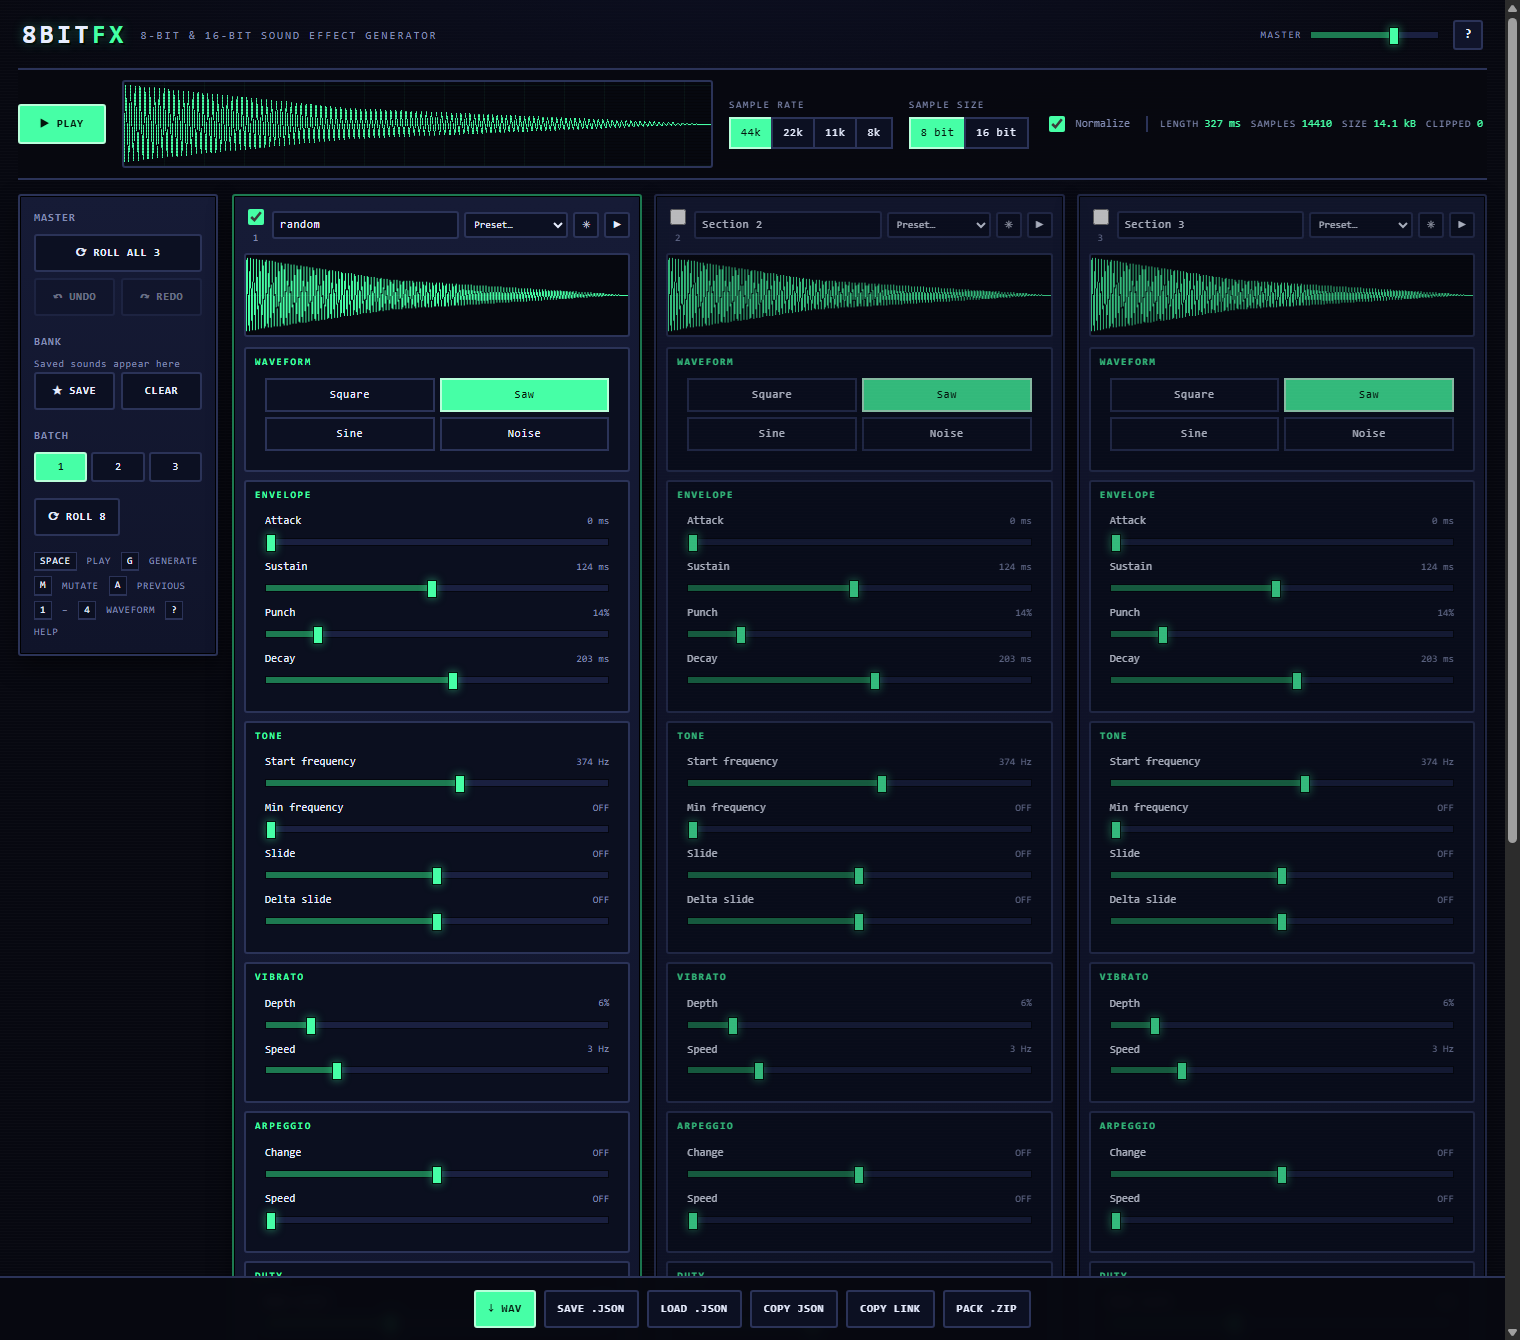 8BITFX 8-BIT & 16-BIT SOUND EFFECT GENERATOR MASTER ?
▶ PLAY
SAMPLE RATE
44k 22k 11k 8k
SAMPLE SIZE
8 bit 16 bit
Normalize
LENGTH 327 ms SAMPLES 14410 SIZE 14.1 kB CLIPPED 0
MASTER
⟳ ROLL ALL 3
↶ UNDO ↷ REDO
BANK
Saved sounds appear here
★ SAVE CLEAR
BATCH
1 2 3
⟳ ROLL 8
SPACE PLAY G GENERATE
M MUTATE A PREVIOUS
1 – 4 WAVEFORM ?
HELP
1 random Preset… ✳ ▶
WAVEFORM
Square Saw
Sine Noise
ENVELOPE
Attack 0 ms
Sustain 124 ms
Punch 14%
Decay 203 ms
TONE
Start frequency 374 Hz
Min frequency OFF
Slide OFF
Delta slide OFF
VIBRATO
Depth 6%
Speed 3 Hz
ARPEGGIO
Change OFF
Speed OFF
DUTY
2 Section 2 Preset… ✳ ▶
WAVEFORM
Square Saw
Sine Noise
ENVELOPE
Attack 0 ms
Sustain 124 ms
Punch 14%
Decay 203 ms
TONE
Start frequency 374 Hz
Min frequency OFF
Slide OFF
Delta slide OFF
VIBRATO
Depth 6%
Speed 3 Hz
ARPEGGIO
Change OFF
Speed OFF
DUTY
3 Section 3 Preset… ✳ ▶
WAVEFORM
Square Saw
Sine Noise
ENVELOPE
Attack 0 ms
Sustain 124 ms
Punch 14%
Decay 203 ms
TONE
Start frequency 374 Hz
Min frequency OFF
Slide OFF
Delta slide OFF
VIBRATO
Depth 6%
Speed 3 Hz
ARPEGGIO
Change OFF
Speed OFF
DUTY
↓ WAV SAVE .JSON LOAD .JSON COPY JSON COPY LINK PACK .ZIP